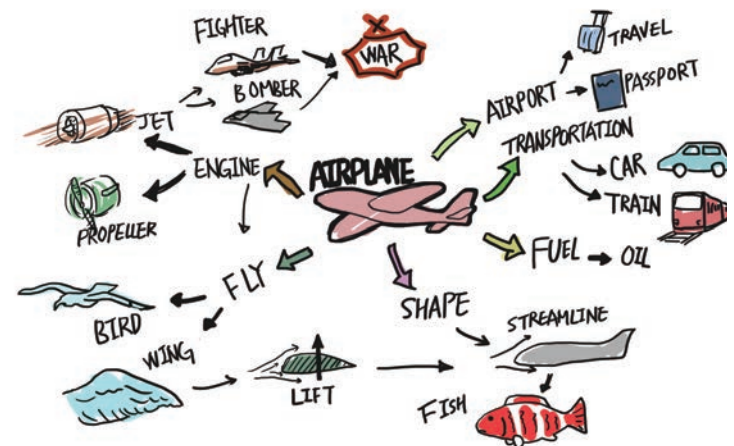 FIGHTER
WAR
BOMBER
JET
ENGINE
PROPELLER
AIRPLANE
AIRPORT
TRAVEL
PASSPORT
TRANSPORTATION
CAR
TRAIN
FUEL
OIL
FLY
BIRD
WING
LIFT
SHAPE
STREAMLINE
FISH